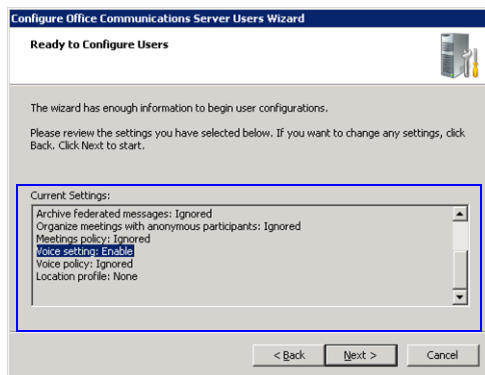 Configure Office Communications Server Users Wizard
Ready to Configure Users
The wizard has enough information to begin user configurations.
Please review the settings you have selected below. If you want to change any settings, click
Back. Click Next to start.
Current Settings:
Archive federated messages: Ignored
Organize meetings with anonymous participants: Ignored
Meetings policy: Ignored
Voice setting: Enable
Voice policy: Ignored
Location profile: None
< Back
Next >
Cancel